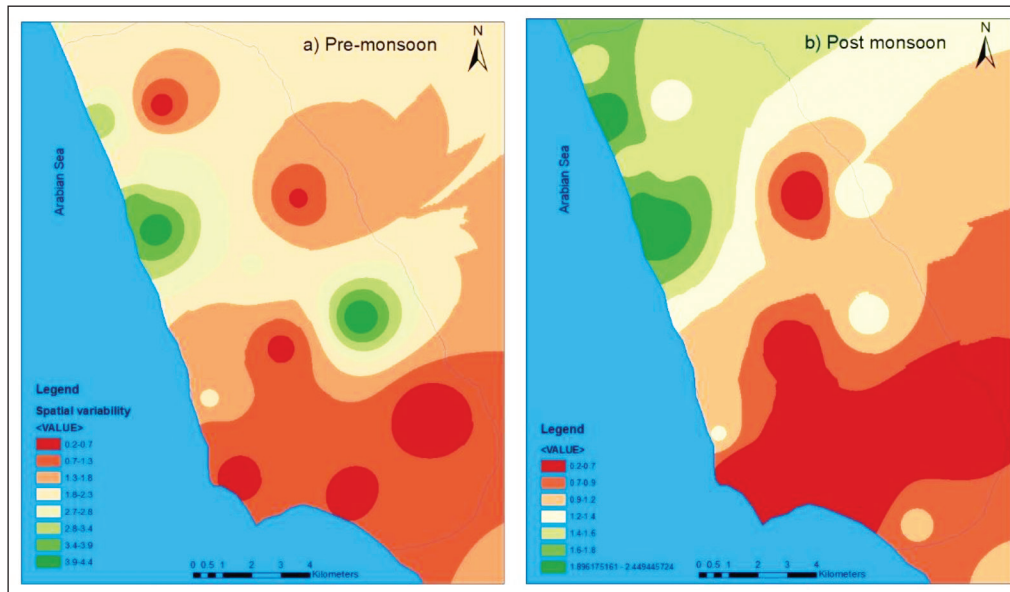 a) Pre-monsoon
N
Arabian Sea
Legend
Spatial variability
<VALUE>
0.2-0.7
0.7-1.3
1.3-1.8
1.8-2.3
2.7-2.8
2.8-3.4
3.4-3.9
3.9-4.4
0 0.5 1 2 3 4
Kilometers
b) Post monsoon
N
Arabian Sea
Legend
<VALUE>
0.2-0.7
0.7-0.9
0.9-1.2
1.2-1.4
1.4-1.6
1.6-1.8
1.896175161 - 2.449445724
0 0.5 1 2 3 4
Kilometers